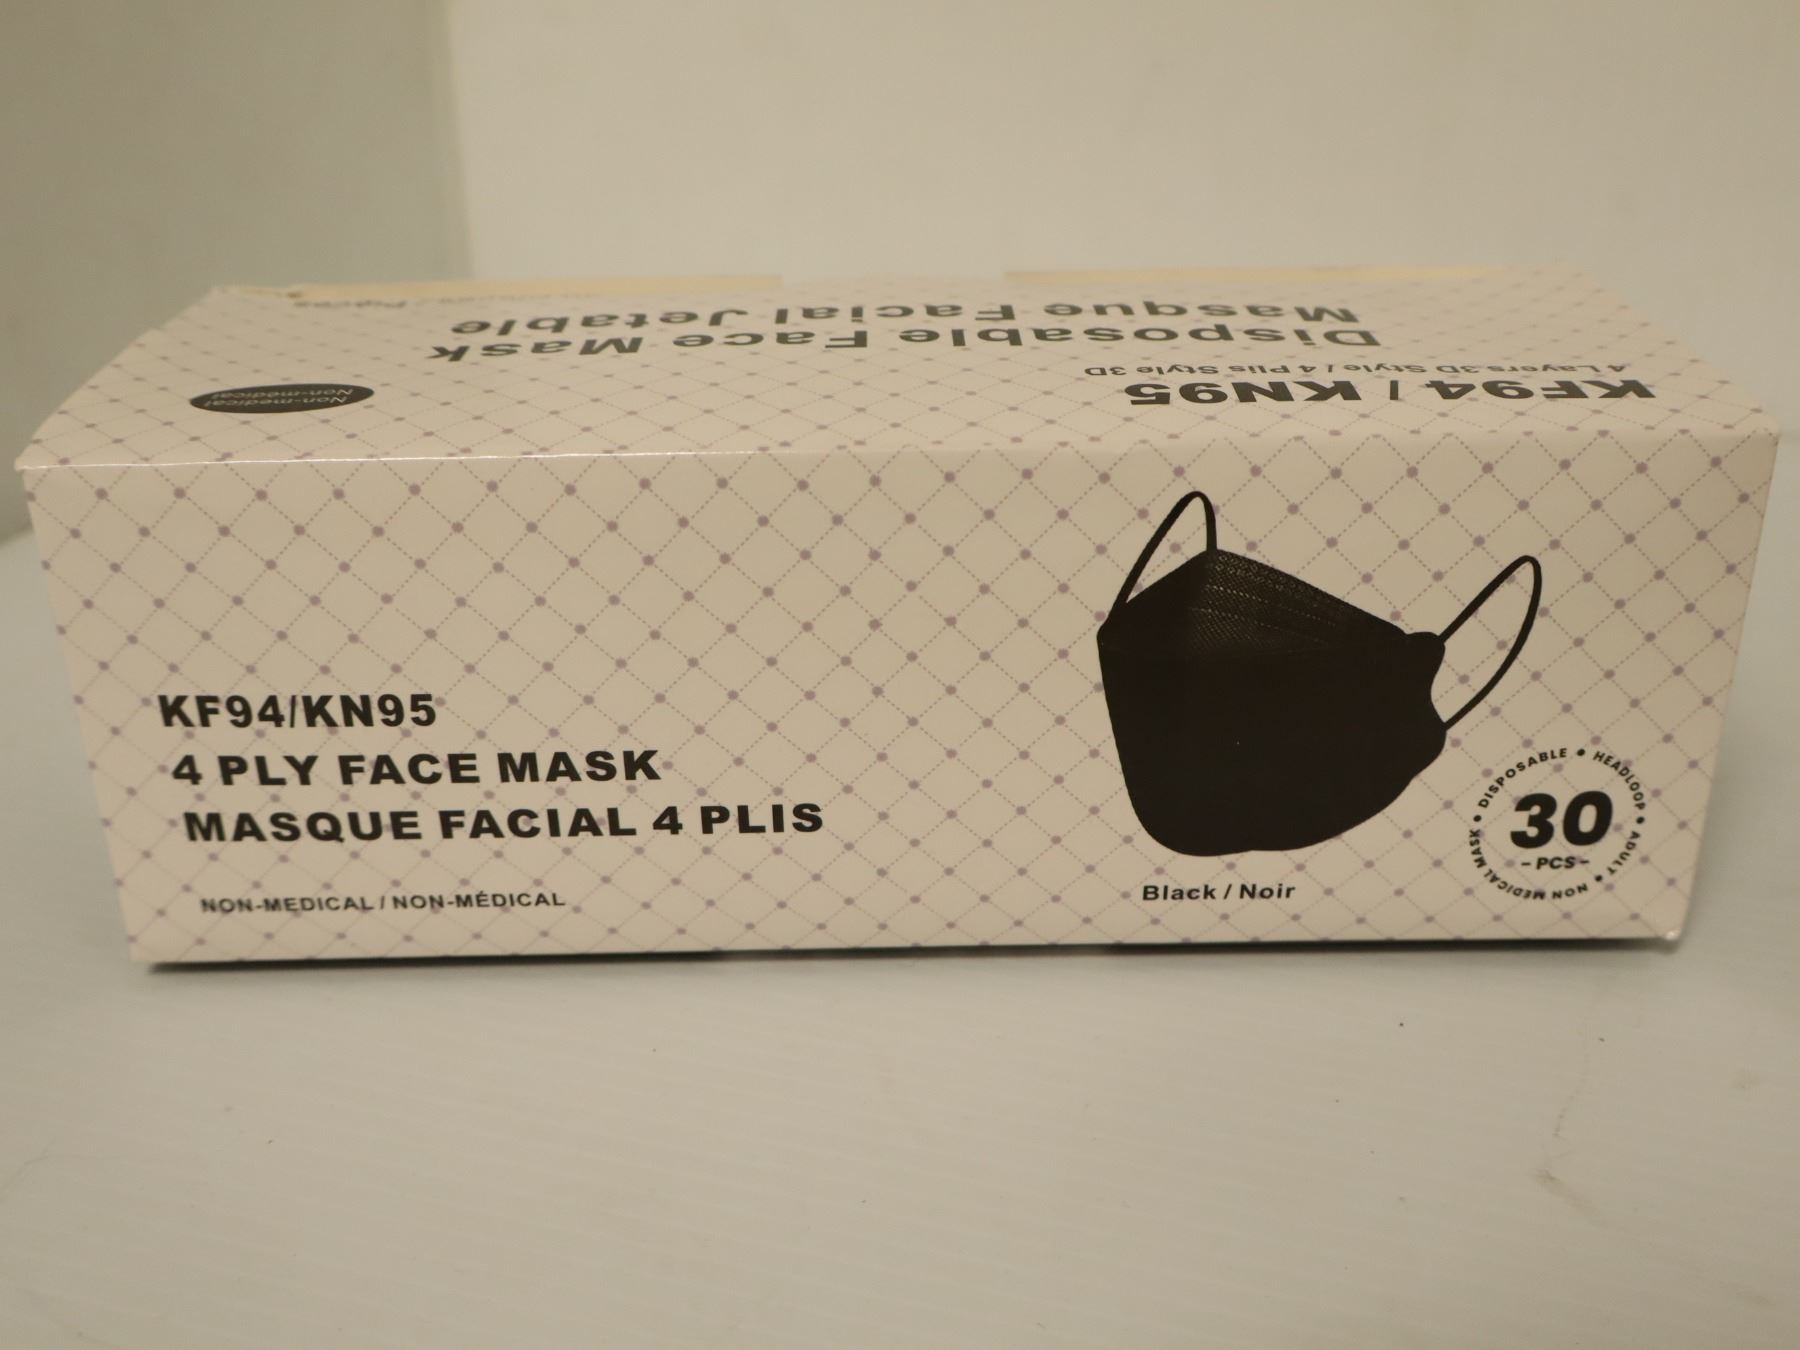 Disposable Face Mask
Masque Facial Jetable
KF94 / KN95
4 Layers 3D Style / 4 Plis Style 3D
Non-medical
Non-médical
KF94/KN95
4 PLY FACE MASK
MASQUE FACIAL 4 PLIS
NON-MEDICAL / NON-MÉDICAL
Black / Noir
DISPOSABLE • HEADLOOP • ADULT • NON MEDICAL MASK •
30
- PCS -